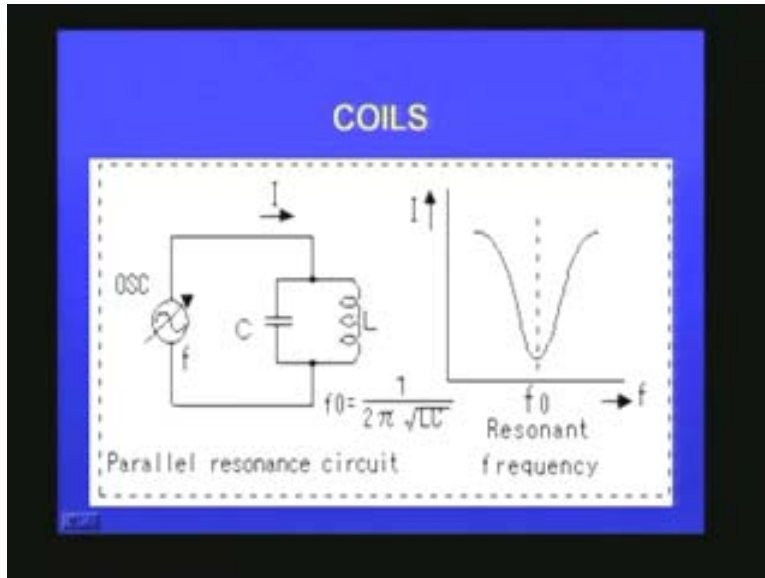 COILS
I
OSC
f
C
L
f0= 1
2π √LC
Parallel resonance circuit
I
f0
f
Resonant
frequency